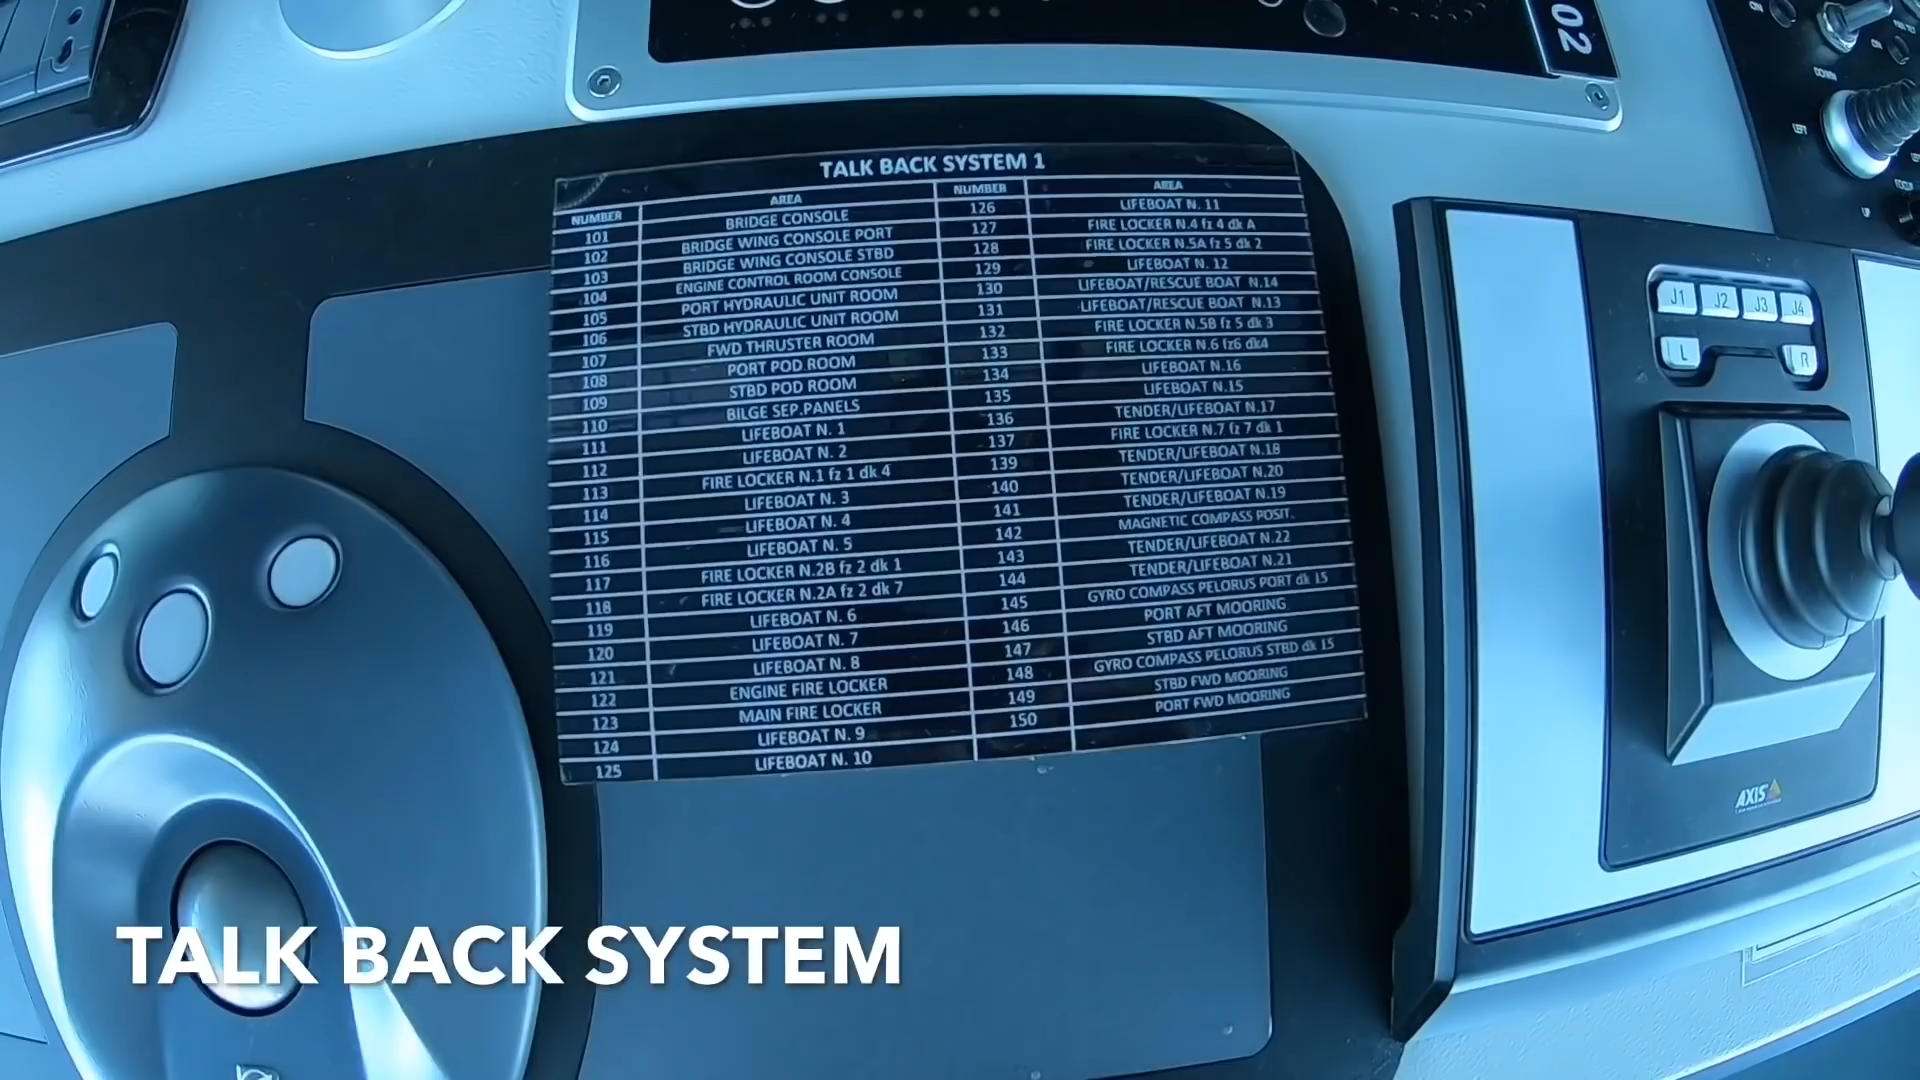 02
ON
ON
DOWN
LEFT
UP
TALK BACK SYSTEM 1
NUMBER AREA NUMBER AREA
101 BRIDGE CONSOLE 126 LIFEBOAT N. 11
102 BRIDGE WING CONSOLE PORT 127 FIRE LOCKER N.4 fz 4 dk A
103 BRIDGE WING CONSOLE STBD 128 FIRE LOCKER N.5A fz 5 dk 2
104 ENGINE CONTROL ROOM CONSOLE 129 LIFEBOAT N. 12
105 PORT HYDRAULIC UNIT ROOM 130 LIFEBOAT/RESCUE BOAT N.14
106 STBD HYDRAULIC UNIT ROOM 131 LIFEBOAT/RESCUE BOAT N.13
107 FWD THRUSTER ROOM 132 FIRE LOCKER N.5B fz 5 dk 3
108 PORT POD ROOM 133 FIRE LOCKER N.6 fz6 dk4
109 STBD POD ROOM 134 LIFEBOAT N.16
110 BILGE SEP.PANELS 135 LIFEBOAT N.15
111 LIFEBOAT N. 1 136 TENDER/LIFEBOAT N.17
112 LIFEBOAT N. 2 137 FIRE LOCKER N.7 fz 7 dk 1
113 FIRE LOCKER N.1 fz 1 dk 4 139 TENDER/LIFEBOAT N.18
114 LIFEBOAT N. 3 140 TENDER/LIFEBOAT N.20
115 LIFEBOAT N. 4 141 TENDER/LIFEBOAT N.19
116 LIFEBOAT N. 5 142 MAGNETIC COMPASS POSIT.
117 FIRE LOCKER N.2B fz 2 dk 1 143 TENDER/LIFEBOAT N.22
118 FIRE LOCKER N.2A fz 2 dk 7 144 TENDER/LIFEBOAT N.21
119 LIFEBOAT N. 6 145 GYRO COMPASS PELORUS PORT dk 15
120 LIFEBOAT N. 7 146 PORT AFT MOORING
121 LIFEBOAT N. 8 147 STBD AFT MOORING
122 ENGINE FIRE LOCKER 148 GYRO COMPASS PELORUS STBD dk 15
123 MAIN FIRE LOCKER 149 STBD FWD MOORING
124 LIFEBOAT N. 9 150 PORT FWD MOORING
125 LIFEBOAT N. 10
J1 J2 J3 J4
L R
AXIS
TALK BACK SYSTEM